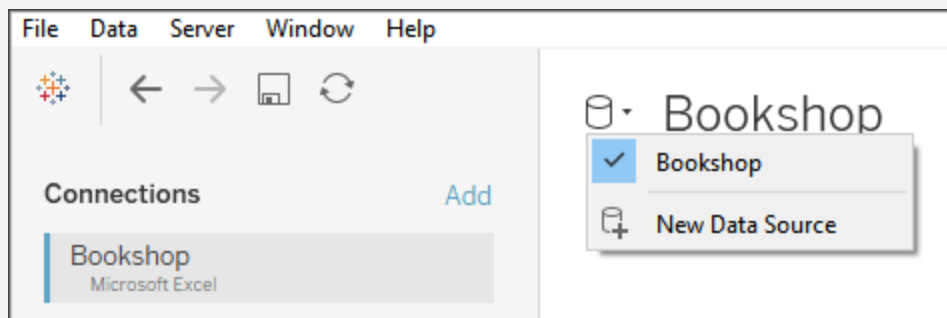 File Data Server Window Help
Bookshop
Bookshop
New Data Source
Connections Add
Bookshop
Microsoft Excel